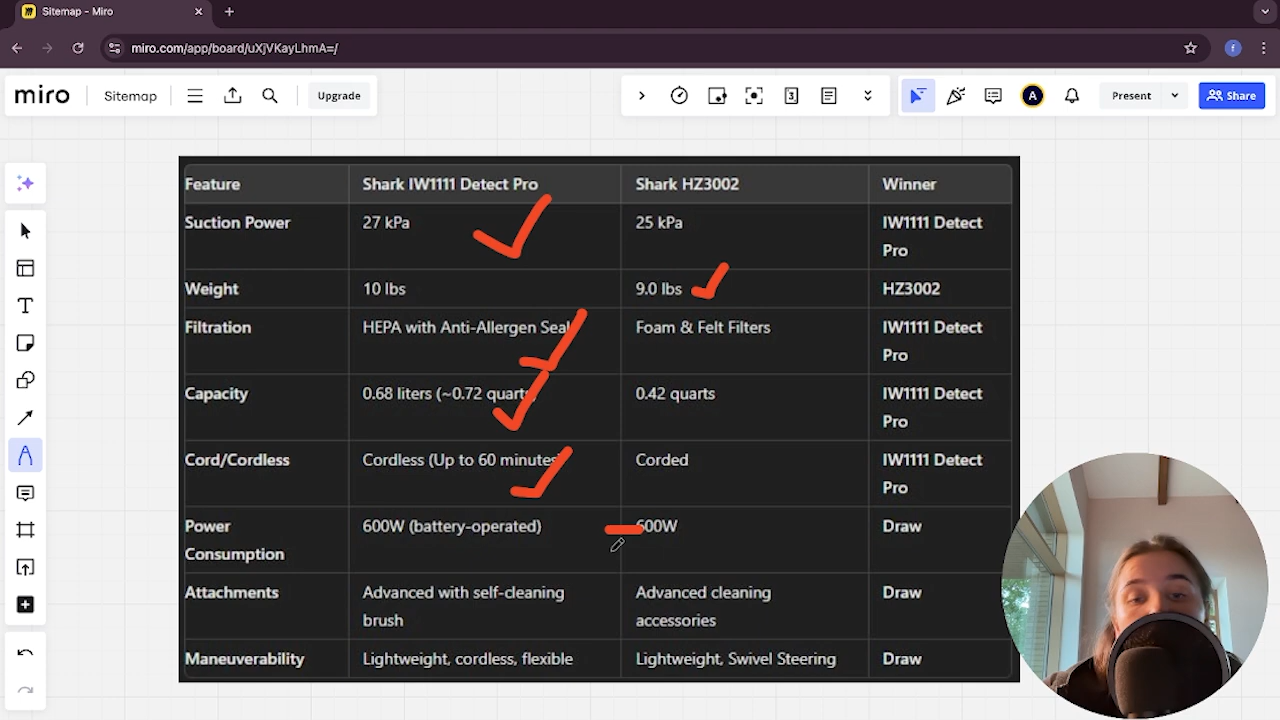 Sitemap - Miro
miro.com/app/board/uXjVKayLhmA=/
f
miro
Sitemap
Upgrade
3
A
Present
Share
Feature Shark IW1111 Detect Pro Shark HZ3002 Winner
Suction Power 27 kPa 25 kPa IW1111 Detect
Pro
Weight 10 lbs 9.0 lbs HZ3002
Filtration HEPA with Anti-Allergen Seal Foam & Felt Filters IW1111 Detect
Pro
Capacity 0.68 liters (~0.72 quarts) 0.42 quarts IW1111 Detect
Pro
Cord/Cordless Cordless (Up to 60 minutes) Corded IW1111 Detect
Pro
Power 600W (battery-operated) 600W Draw
Consumption
Attachments Advanced with self-cleaning Advanced cleaning Draw
brush accessories
Maneuverability Lightweight, cordless, flexible Lightweight, Swivel Steering Draw